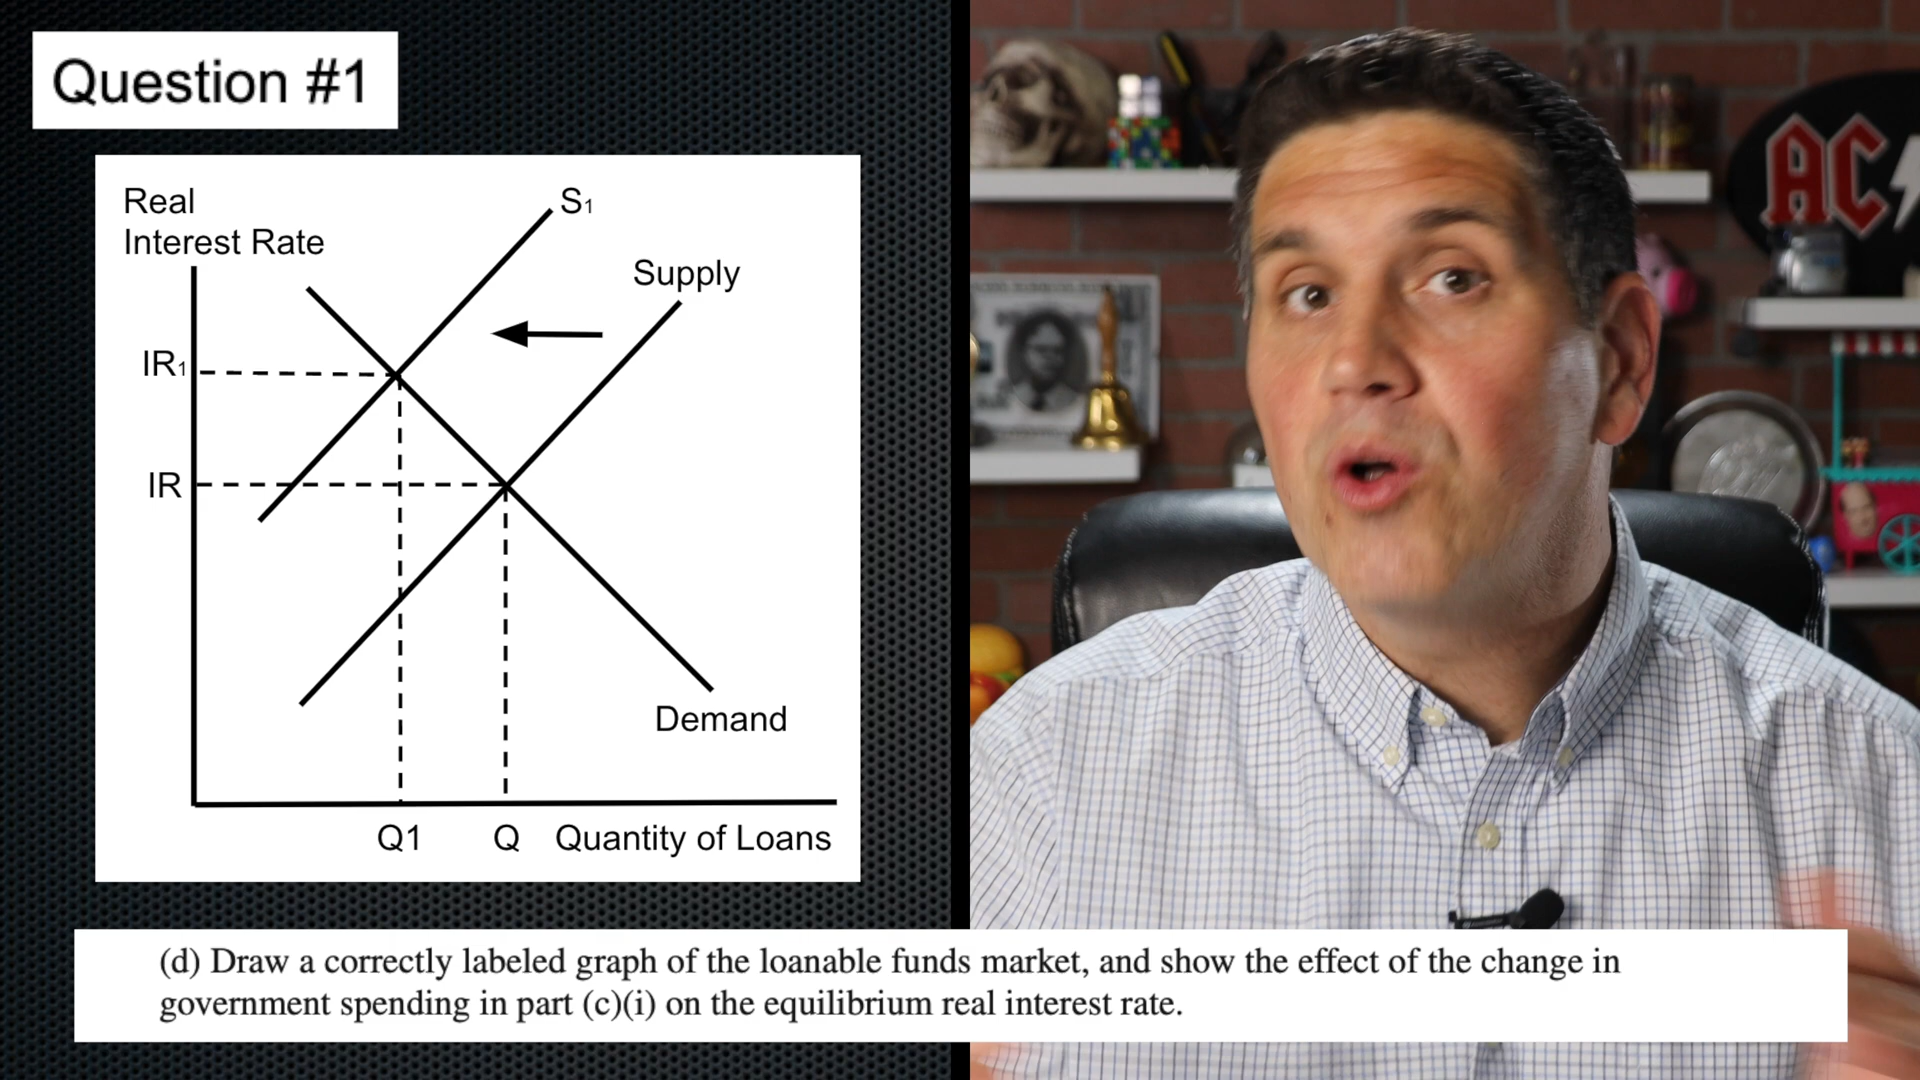 Question #1
Real
Interest Rate
S1
Supply
IR1
IR
Demand
Q1
Q
Quantity of Loans
AC
(d) Draw a correctly labeled graph of the loanable funds market, and show the effect of the change in
government spending in part (c)(i) on the equilibrium real interest rate.